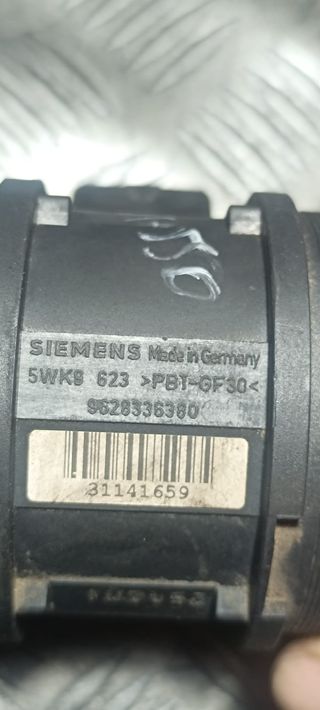 SIEMENS Made in Germany
5WK9 623 >PBT-GF30<
9628336380
31141659